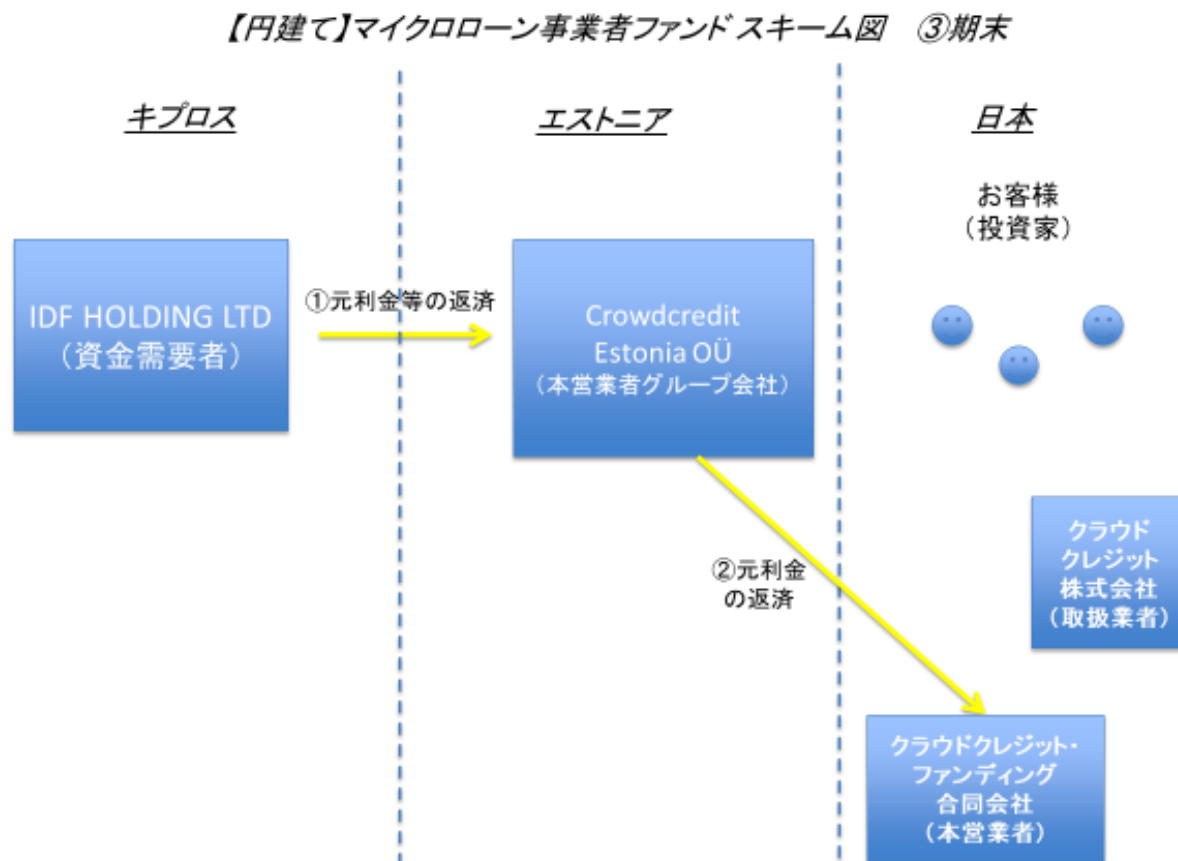 【円建て】マイクロローン事業者ファンド スキーム図　③期末
キプロス
エストニア
日本
お客様
（投資家）
IDF HOLDING LTD
（資金需要者）
①元利金等の返済
Crowdcredit
Estonia OÜ
（本営業者グループ会社）
②元利金
の返済
クラウド
クレジット
株式会社
（取扱業者）
クラウドクレジット・
ファンディング
合同会社
（本営業者）